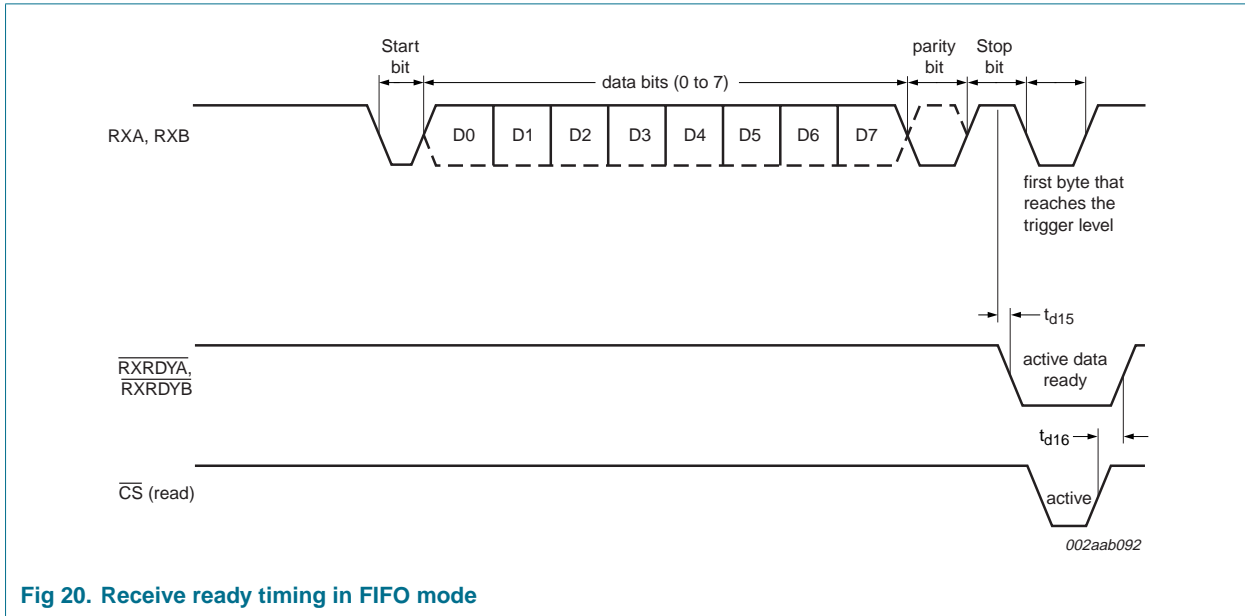 Start
bit
data bits (0 to 7)
parity
bit
Stop
bit
RXA, RXB
D0 D1 D2 D3 D4 D5 D6 D7
first byte that
reaches the
trigger level
td15
RXRDYA,
RXRDYB
active data
ready
td16
CS (read)
active
002aab092
Fig 20. Receive ready timing in FIFO mode